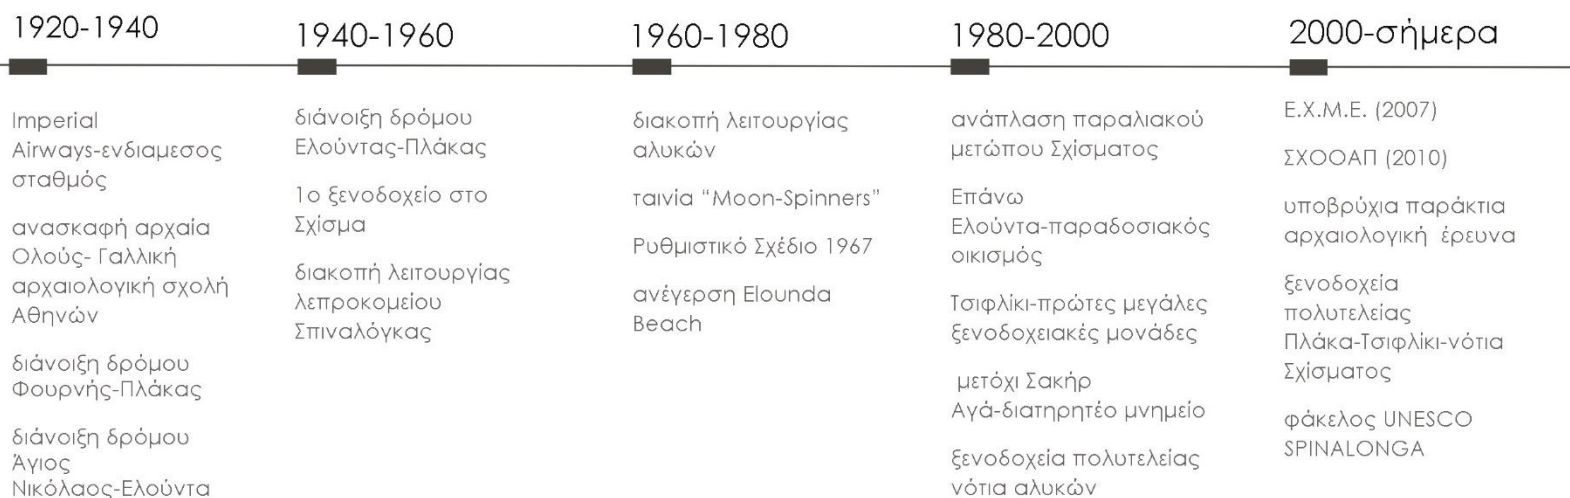 1920-1940
Imperial
Airways-ενδιαμεσος
σταθμός
ανασκαφή αρχαία
Ολούς- Γαλλική
αρχαιολογική σχολή
Αθηνών
διάνοιξη δρόμου
Φουρνής-Πλάκας
διάνοιξη δρόμου
Άγιος
Νικόλαος-Ελούντα
1940-1960
διάνοιξη δρόμου
Ελούντας-Πλάκας
1ο ξενοδοχείο στο
Σχίσμα
διακοπή λειτουργίας
λεπροκομείου
Σπιναλόγκας
1960-1980
διακοπή λειτουργίας
αλυκών
ταινία “Moon-Spinners”
Ρυθμιστικό Σχέδιο 1967
ανέγερση Elounda
Beach
1980-2000
ανάπλαση παραλιακού
μετώπου Σχίσματος
Επάνω
Ελούντα-παραδοσιακός
οικισμός
Τσιφλίκι-πρώτες μεγάλες
ξενοδοχειακές μονάδες
μετόχι Σακήρ
Αγά-διατηρητέο μνημείο
ξενοδοχεία πολυτελείας
νότια αλυκών
2000-σήμερα
Ε.Χ.Μ.Ε. (2007)
ΣΧΟΟΑΠ (2010)
υποβρύχια παράκτια
αρχαιολογική έρευνα
ξενοδοχεία
πολυτελείας
Πλάκα-Τσιφλίκι-νότια
Σχίσματος
φάκελος UNESCO
SPINALONGA